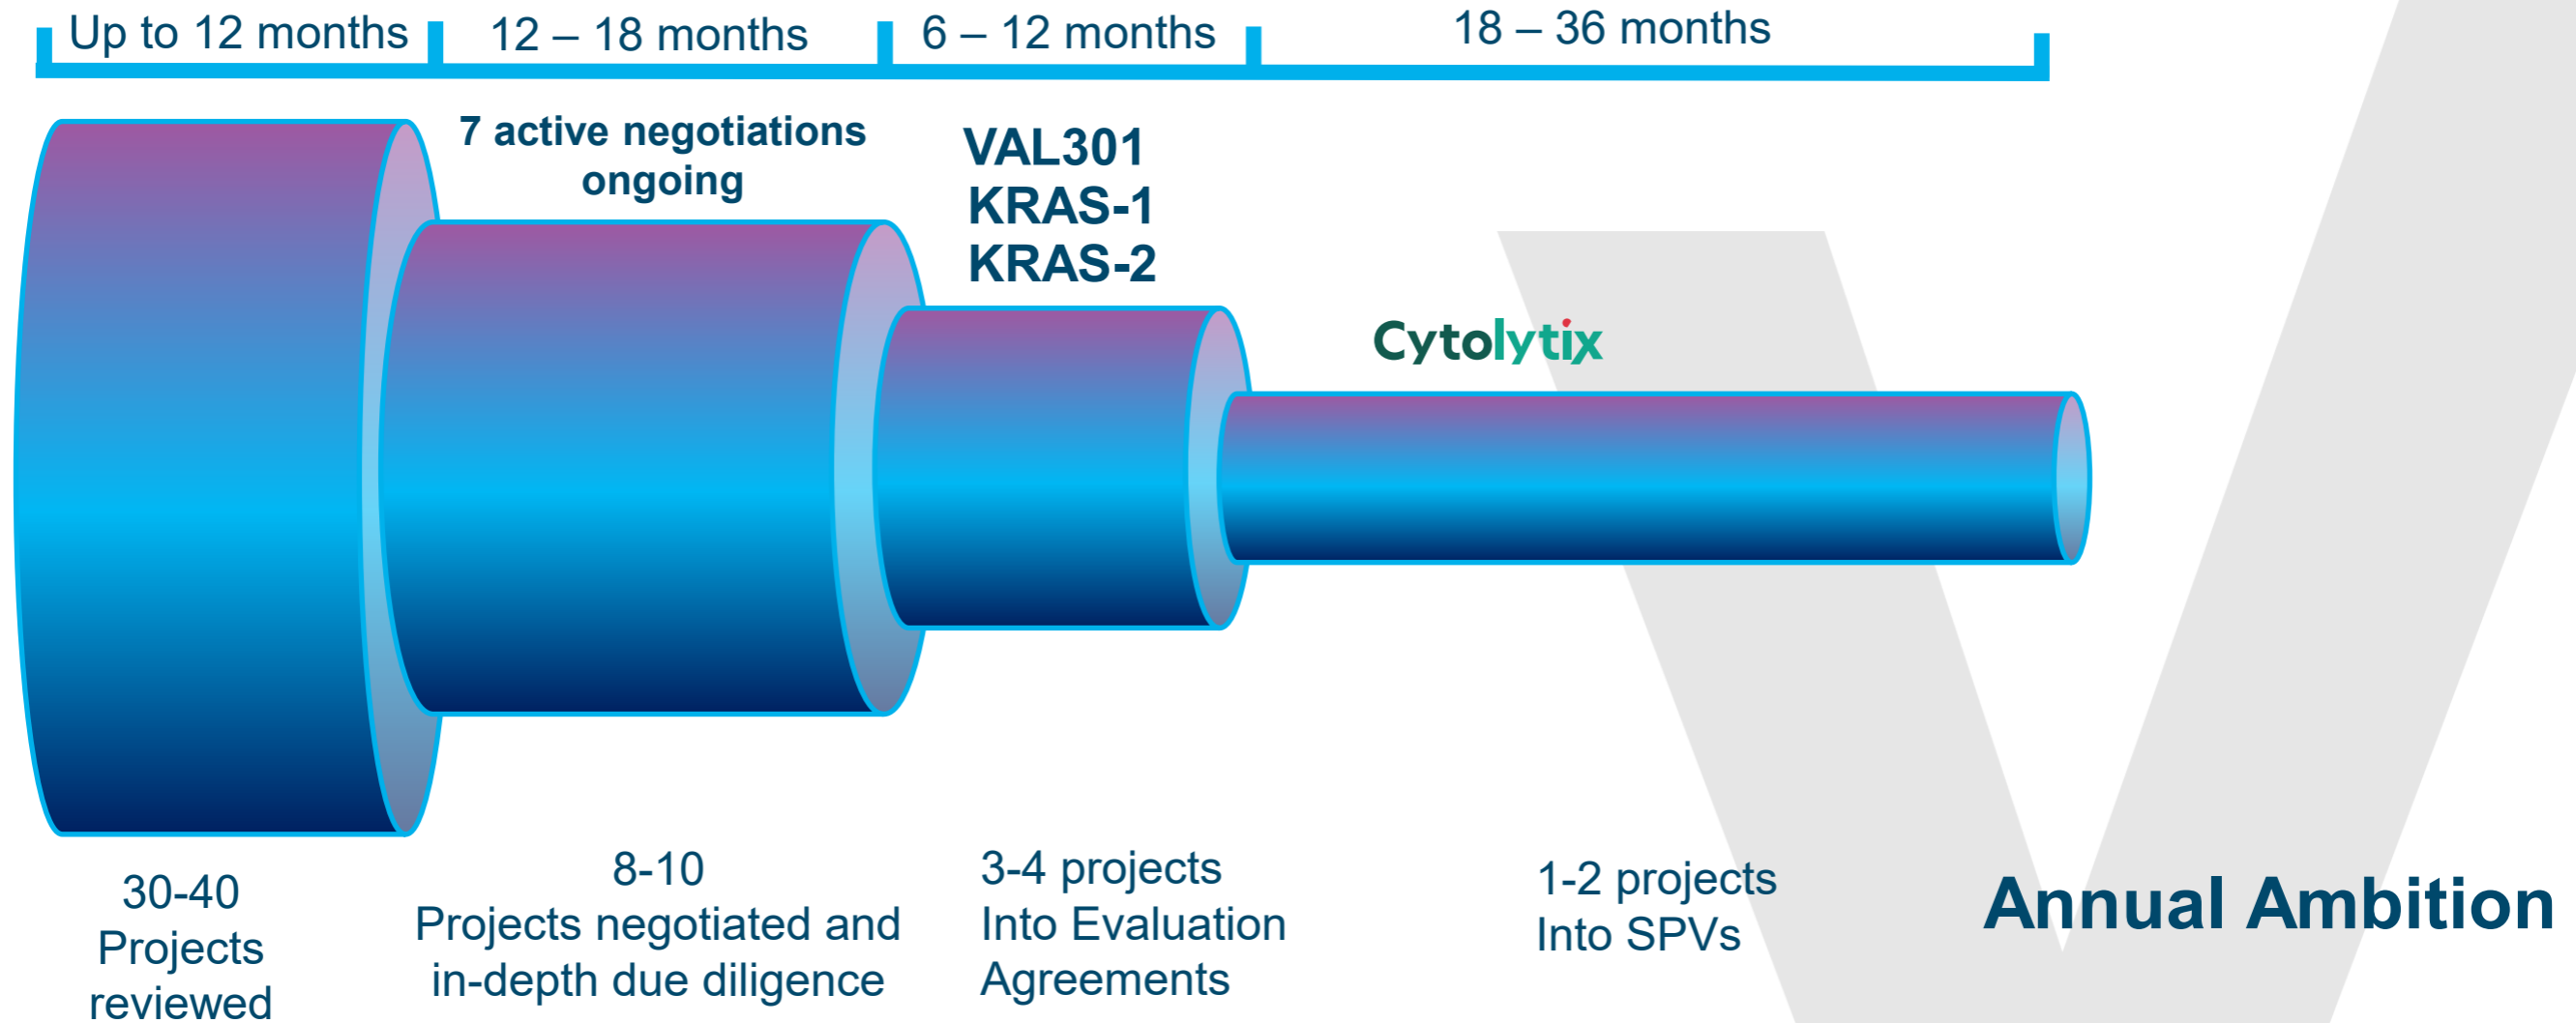 Up to 12 months
12 – 18 months
6 – 12 months
18 – 36 months
7 active negotiations
ongoing
VAL301
KRAS-1
KRAS-2
Cytolytix
30-40
Projects
reviewed
8-10
Projects negotiated and
in-depth due diligence
3-4 projects
Into Evaluation
Agreements
1-2 projects
Into SPVs
Annual Ambition